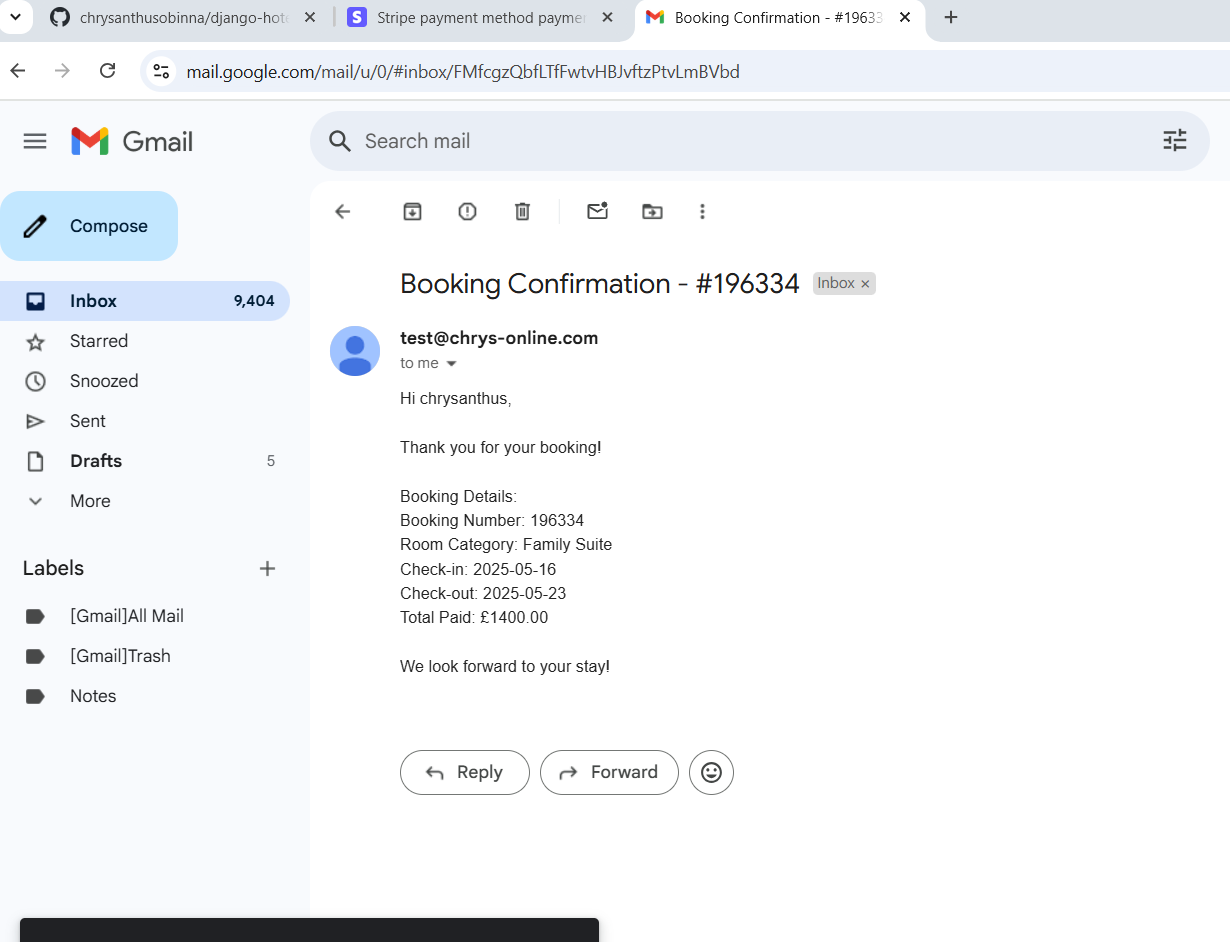 chrysanthusobinna/django-hot
Stripe payment method payme
Booking Confirmation - #19633
mail.google.com/mail/u/0/#inbox/FMfcgzQbfLTfFwtvHBJvftzPtvLmBVbd
Gmail
Search mail
Compose
Inbox 9,404
Starred
Snoozed
Sent
Drafts 5
More
Labels
[Gmail]All Mail
[Gmail]Trash
Notes
Booking Confirmation - #196334 Inbox ×
test@chrys-online.com
to me
Hi chrysanthus,
Thank you for your booking!
Booking Details:
Booking Number: 196334
Room Category: Family Suite
Check-in: 2025-05-16
Check-out: 2025-05-23
Total Paid: £1400.00
We look forward to your stay!
Reply
Forward